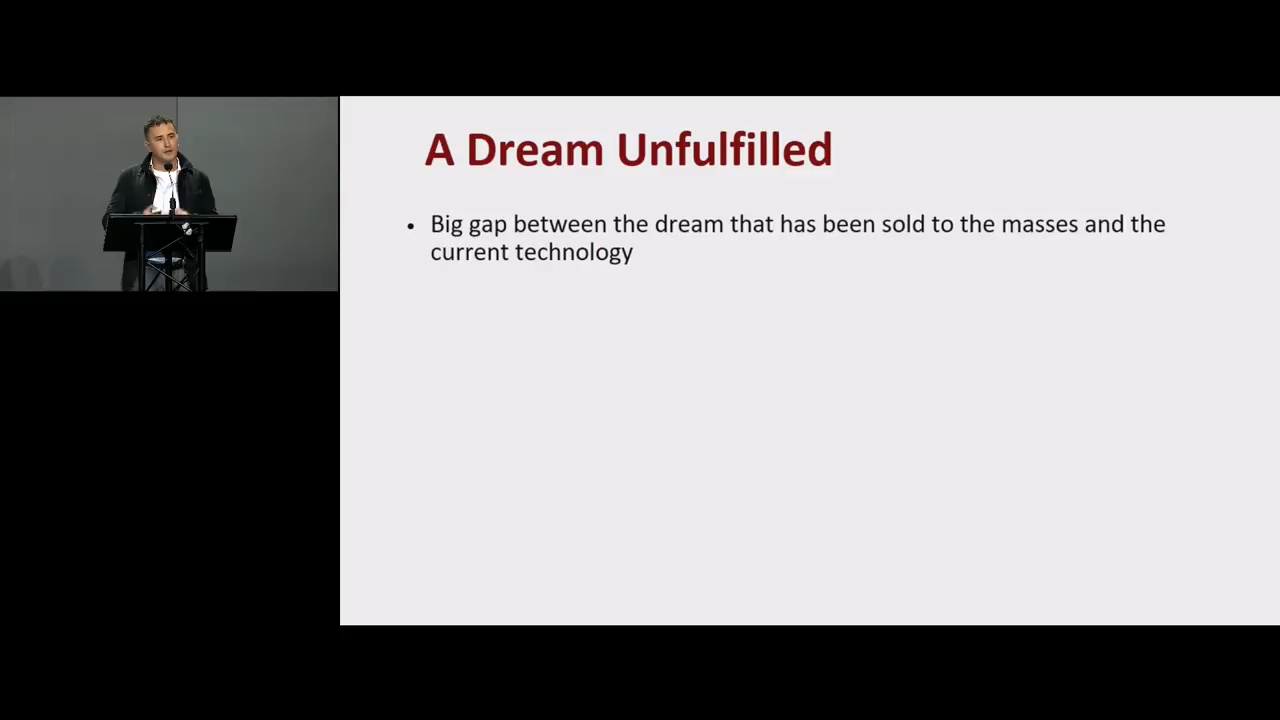 A Dream Unfulfilled
• Big gap between the dream that has been sold to the masses and the
current technology